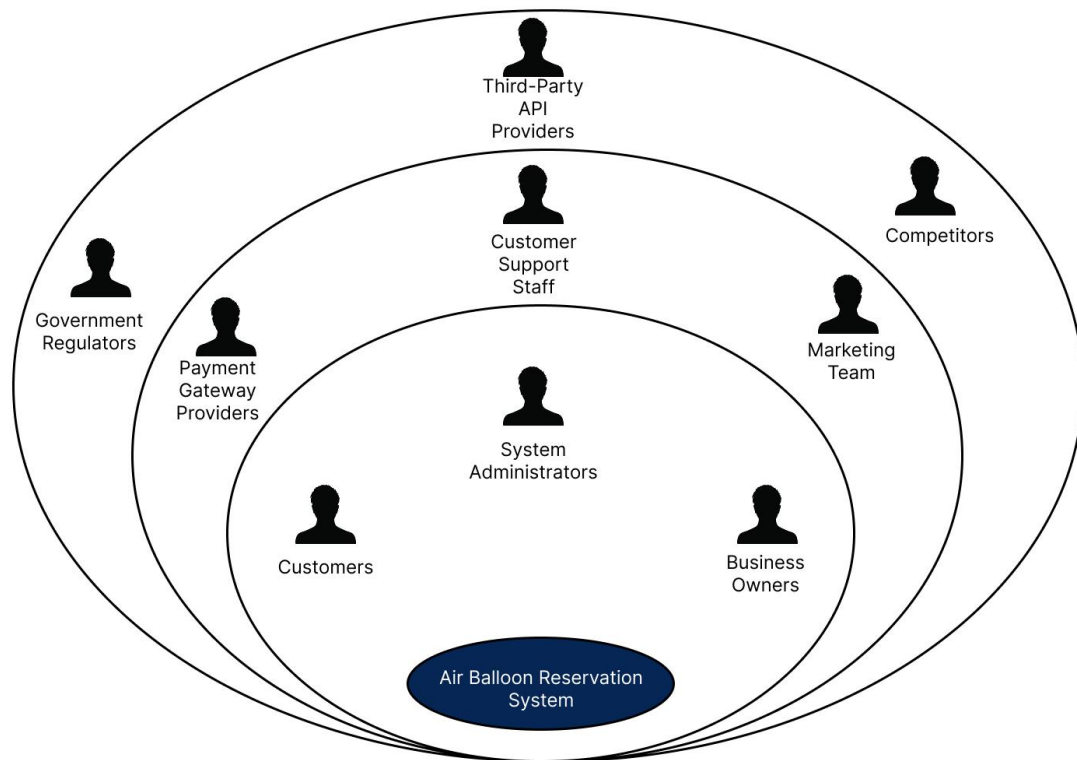 Third-Party
API
Providers
Competitors
Customer
Support
Staff
Government
Regulators
Marketing
Team
Payment
Gateway
Providers
System
Administrators
Customers
Business
Owners
Air Balloon Reservation
System